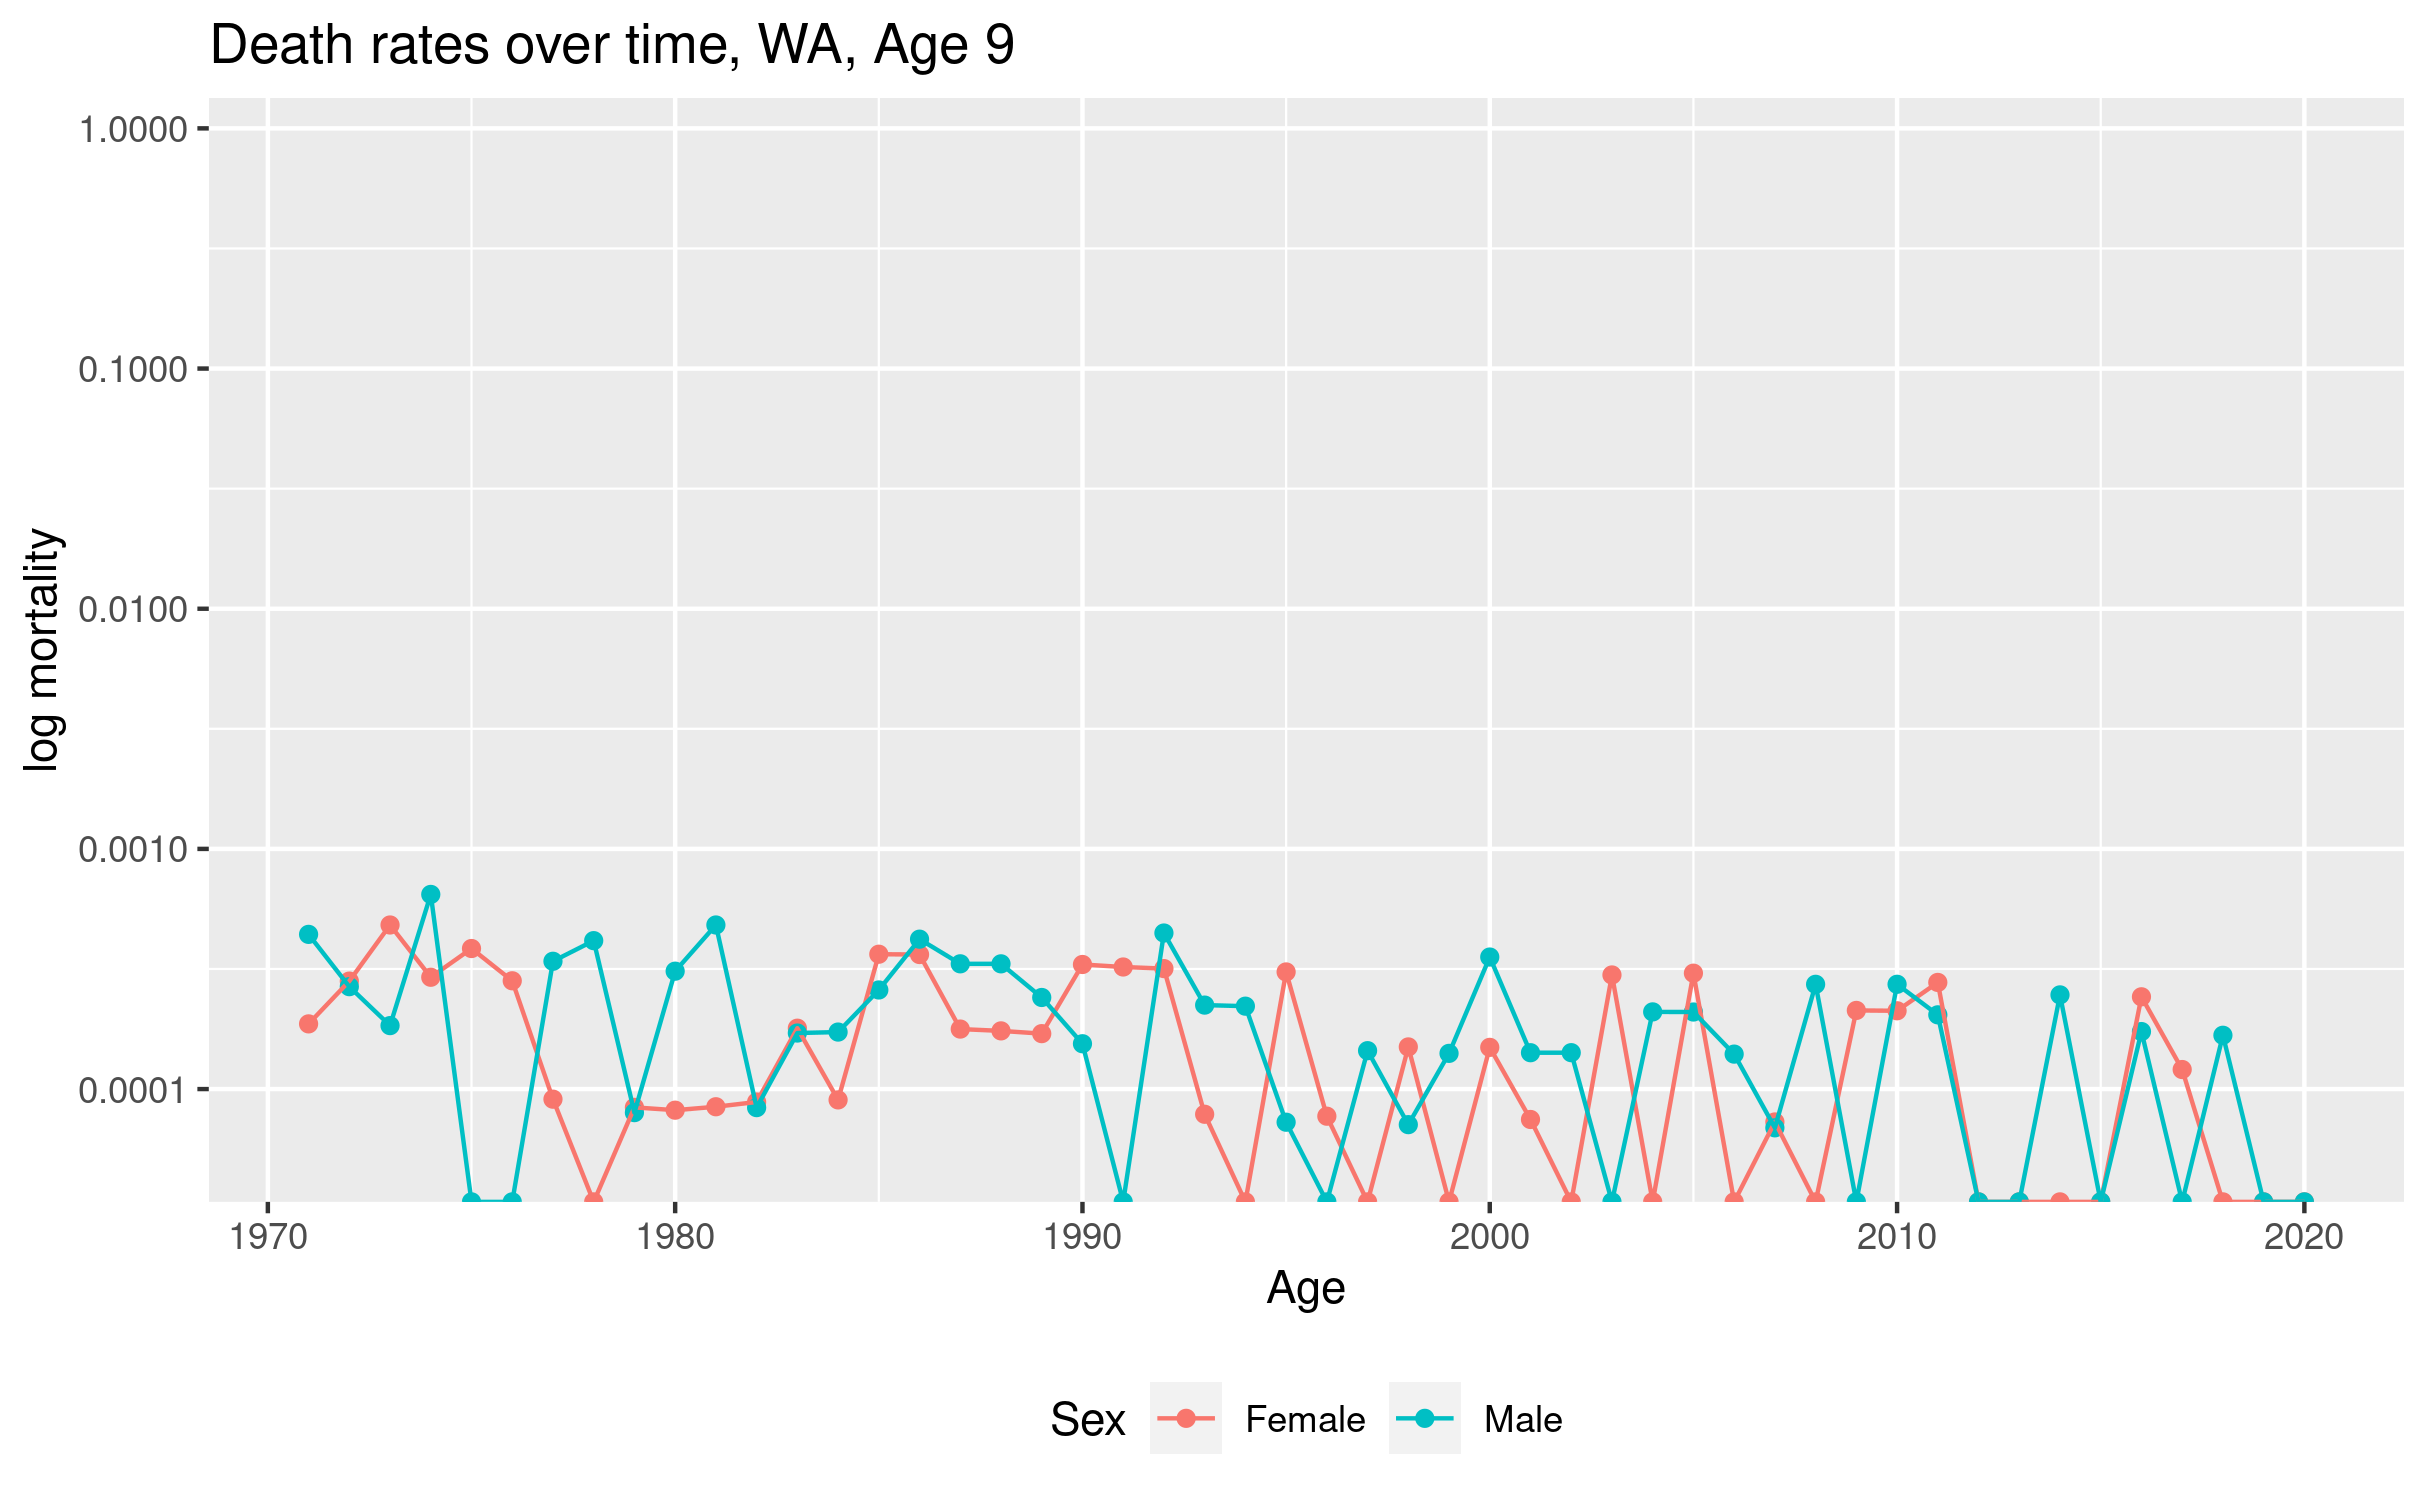 Death rates over time, WA, Age 9
log mortality
1.0000
0.1000
0.0100
0.0010
0.0001
1970 1980 1990 2000 2010 2020
Age
Sex Female Male